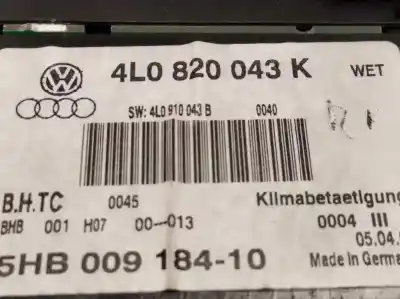 4L0 820 043 K WET
SW: 4L0 910 043 B 0040
B.H.TC 0045 Klimabetaetigung
BHB 001 H07 00-013 0004 III
05.04.
5HB 009 184-10 Made in German